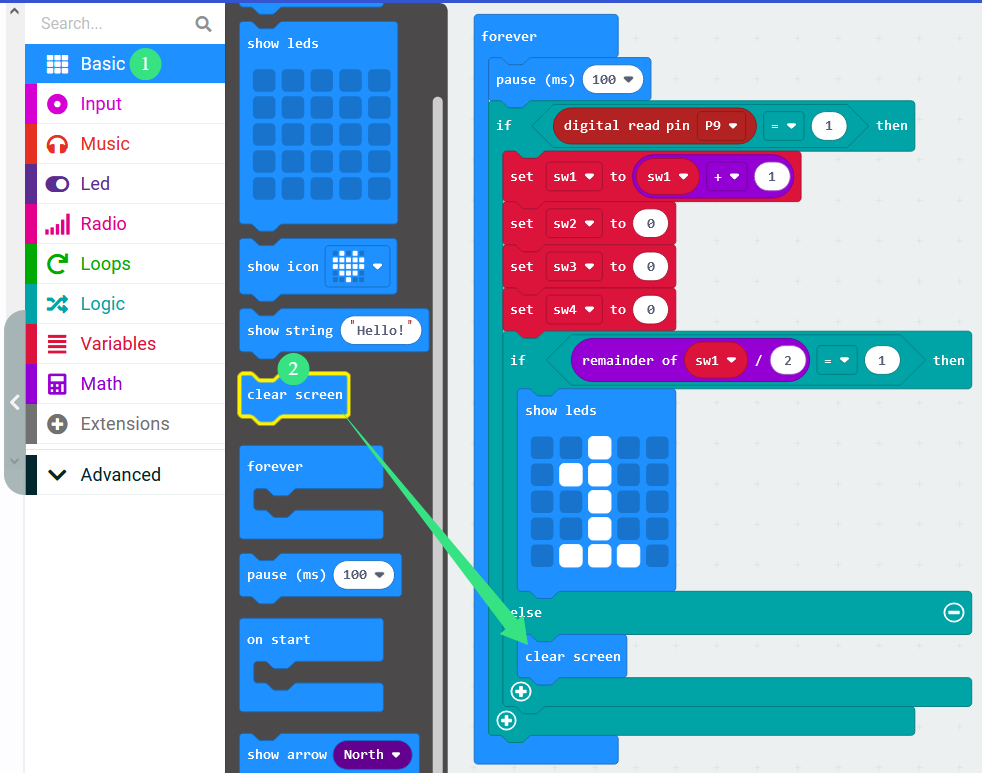 Search...
Basic 1
Input
Music
Led
Radio
Loops
Logic
Variables
Math
Extensions
Advanced
show leds
show icon
show string "Hello!"
2
clear screen
forever
pause (ms) 100
on start
show arrow North
forever
pause (ms) 100
if digital read pin P9 = 1 then
set sw1 to sw1 + 1
set sw2 to 0
set sw3 to 0
set sw4 to 0
if remainder of sw1 / 2 = 1 then
show leds
else
clear screen